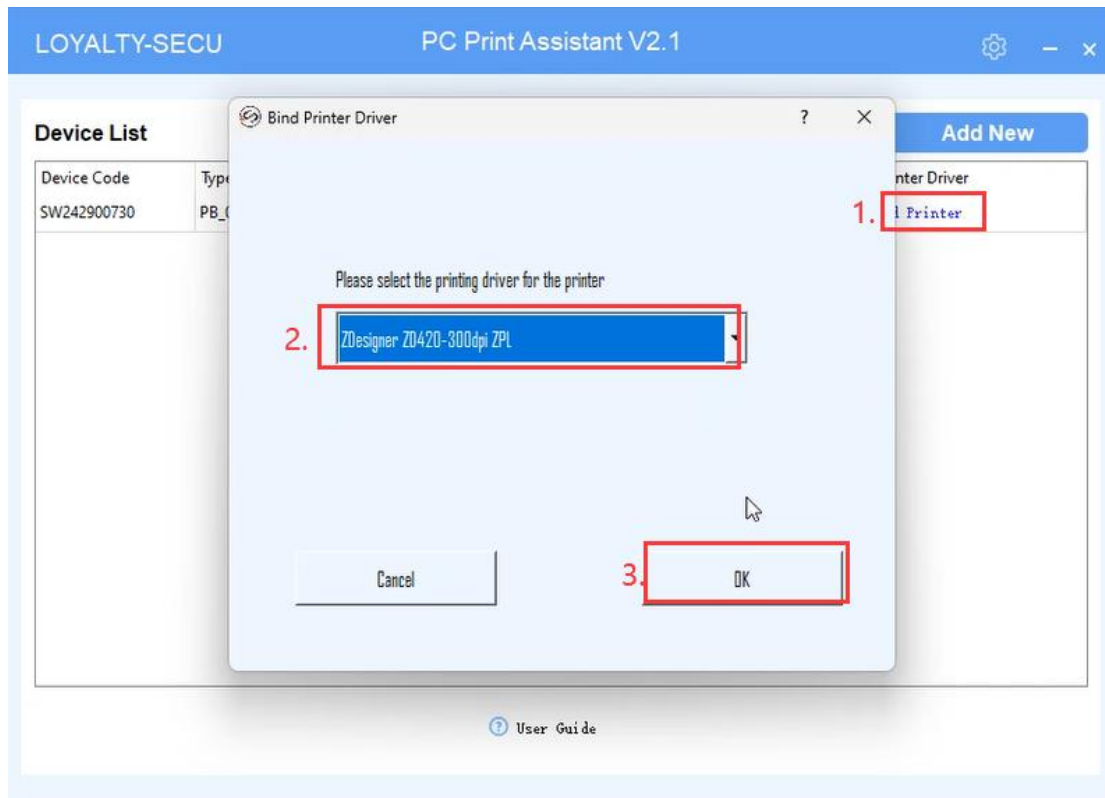 LOYALTY-SECU PC Print Assistant V2.1
Bind Printer Driver ?
Device List Add New
Device Code Type nter Driver
SW242900730 PB_ 1. Printer
Please select the printing driver for the printer
2. ZDesigner ZD420-300dpi ZPL
Cancel 3. OK
? User Guide